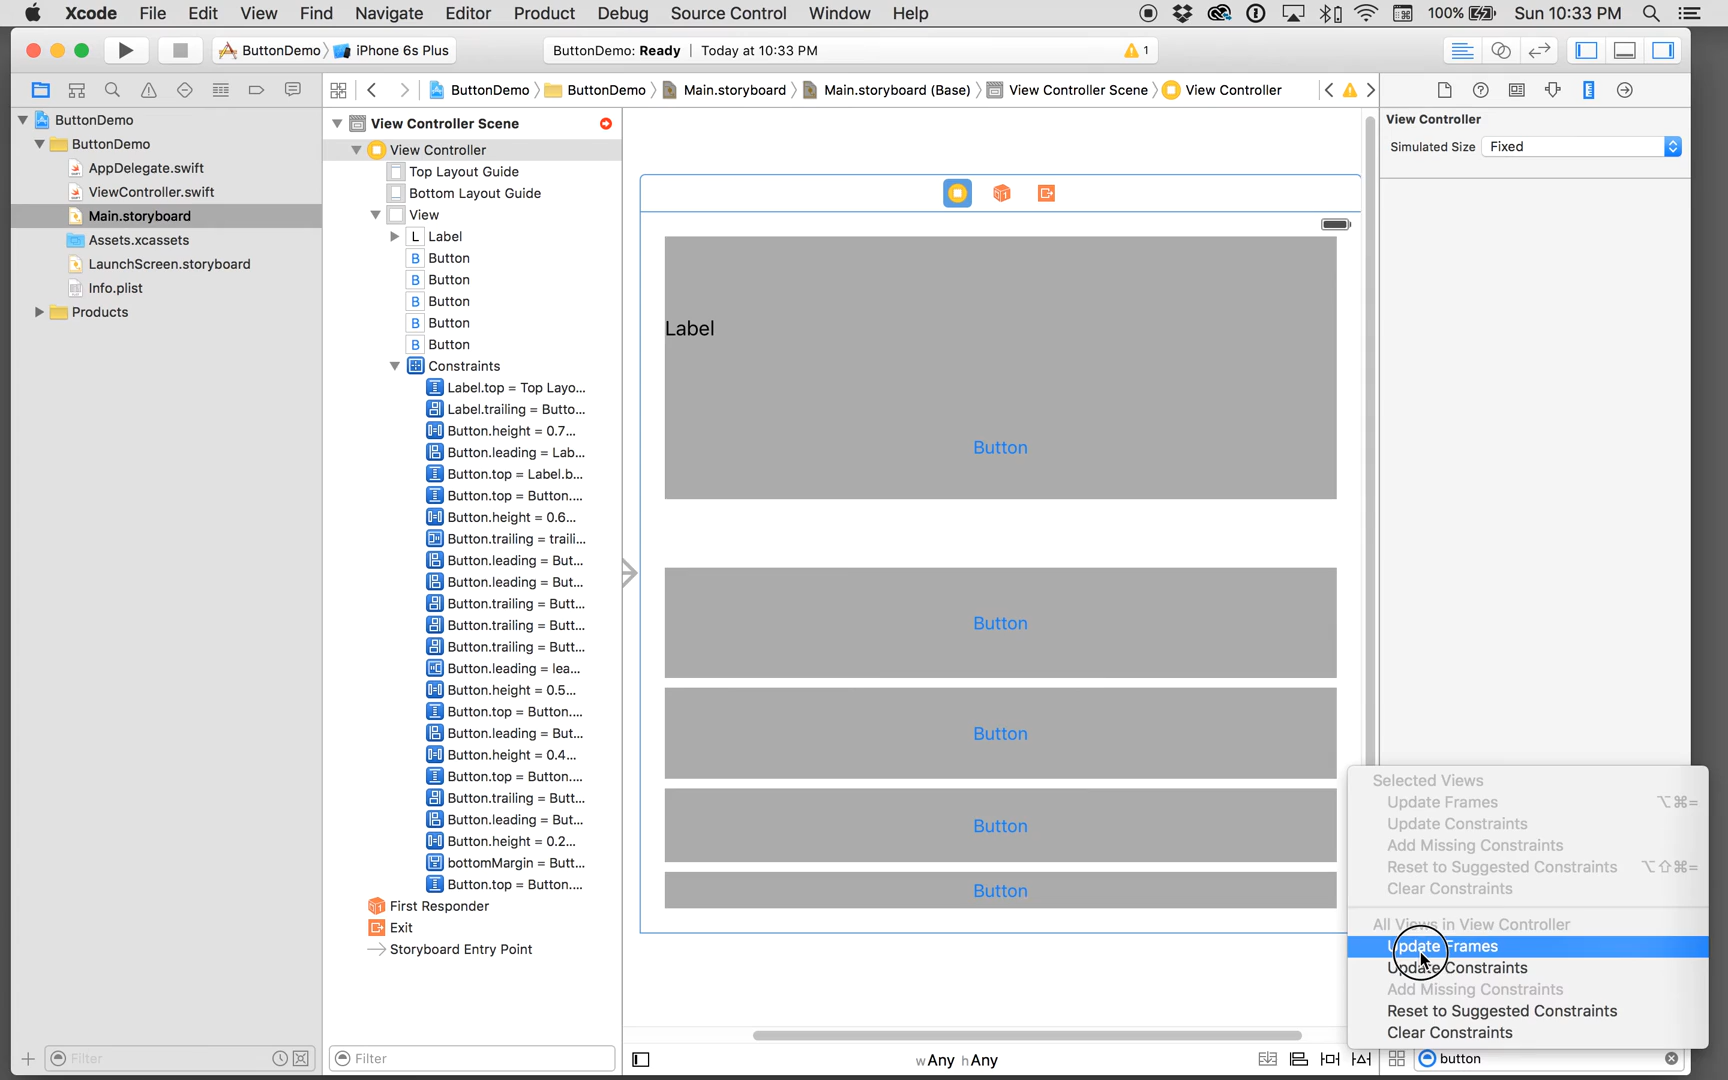 Xcode File Edit View Find Navigate Editor Product Debug Source Control Window Help 100% Sun 10:33 PM
ButtonDemo iPhone 6s Plus ButtonDemo: Ready | Today at 10:33 PM 1
ButtonDemo ButtonDemo Main.storyboard Main.storyboard (Base) View Controller Scene View Controller
ButtonDemo
ButtonDemo
AppDelegate.swift
ViewController.swift
Main.storyboard
Assets.xcassets
LaunchScreen.storyboard
Info.plist
Products
Filter
View Controller Scene
View Controller
Top Layout Guide
Bottom Layout Guide
View
L Label
B Button
B Button
B Button
B Button
B Button
Constraints
Label.top = Top Layo...
Label.trailing = Butto...
Button.height = 0.7...
Button.leading = Lab...
Button.top = Label.b...
Button.top = Button....
Button.height = 0.6...
Button.trailing = traili...
Button.leading = But...
Button.leading = But...
Button.trailing = Butt...
Button.trailing = Butt...
Button.trailing = Butt...
Button.leading = lea...
Button.height = 0.5...
Button.top = Button....
Button.leading = But...
Button.height = 0.4...
Button.top = Button....
Button.trailing = Butt...
Button.leading = But...
Button.height = 0.2...
bottomMargin = Butt...
Button.top = Button....
First Responder
Exit
Storyboard Entry Point
Filter
Label
Button
Button
Button
Button
Button
wAny hAny
View Controller
Simulated Size Fixed
Selected Views
Update Frames ⌥⌘=
Update Constraints
Add Missing Constraints
Reset to Suggested Constraints ⌥⇧⌘=
Clear Constraints
All Views in View Controller
Update Frames
Update Constraints
Add Missing Constraints
Reset to Suggested Constraints
Clear Constraints
button